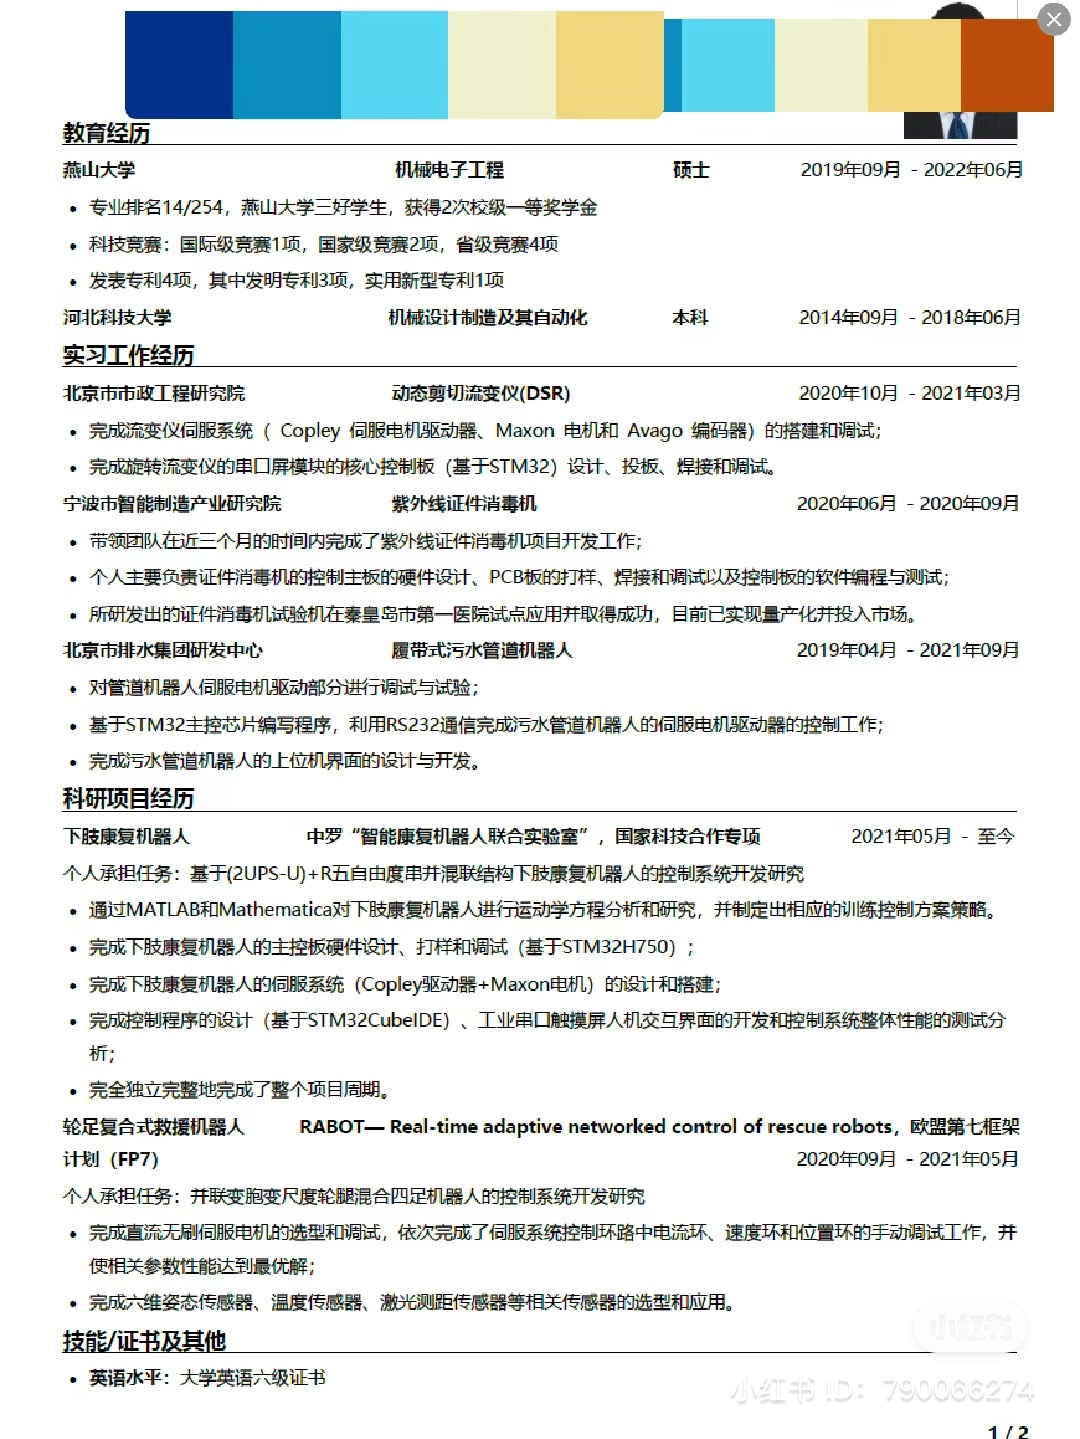 教育经历
燕山大学 机械电子工程 硕士 2019年09月 - 2022年06月
• 专业排名14/254，燕山大学三好学生，获得2次校级一等奖学金
• 科技竞赛：国际级竞赛1项，国家级竞赛2项，省级竞赛4项
• 发表专利4项，其中发明专利3项，实用新型专利1项
河北科技大学 机械设计制造及其自动化 本科 2014年09月 - 2018年06月
实习工作经历
北京市市政工程研究院 动态剪切流变仪(DSR) 2020年10月 - 2021年03月
• 完成流变仪伺服系统（ Copley 伺服电机驱动器、Maxon 电机和 Avago 编码器）的搭建和调试；
• 完成旋转流变仪的串口屏模块的核心控制板（基于STM32）设计、投板、焊接和调试。
宁波市智能制造产业研究院 紫外线证件消毒机 2020年06月 - 2020年09月
• 带领团队在近三个月的时间内完成了紫外线证件消毒机项目开发工作；
• 个人主要负责证件消毒机的控制主板的硬件设计、PCB板的打样、焊接和调试以及控制板的软件编程与测试；
• 所研发出的证件消毒机试验机在秦皇岛市第一医院试点应用并取得成功，目前已实现量产化并投入市场。
北京市排水集团研发中心 履带式污水管道机器人 2019年04月 - 2021年09月
• 对管道机器人伺服电机驱动部分进行调试与试验；
• 基于STM32主控芯片编写程序，利用RS232通信完成污水管道机器人的伺服电机驱动器的控制工作；
• 完成污水管道机器人的上位机界面的设计与开发。
科研项目经历
下肢康复机器人 中罗“智能康复机器人联合实验室”，国家科技合作专项 2021年05月 - 至今
个人承担任务：基于(2UPS-U)+R五自由度串并混联结构下肢康复机器人的控制系统开发研究
• 通过MATLAB和Mathematica对下肢康复机器人进行运动学方程分析和研究，并制定出相应的训练控制方案策略。
• 完成下肢康复机器人的主控板硬件设计、打样和调试（基于STM32H750）；
• 完成下肢康复机器人的伺服系统（Copley驱动器+Maxon电机）的设计和搭建；
• 完成控制程序的设计（基于STM32CubeIDE）、工业串口触摸屏人机交互界面的开发和控制系统整体性能的测试分
析；
• 完全独立完整地完成了整个项目周期。
轮足复合式救援机器人 RABOT— Real-time adaptive networked control of rescue robots，欧盟第七框架
计划（FP7） 2020年09月 - 2021年05月
个人承担任务：并联变胞变尺度轮腿混合四足机器人的控制系统开发研究
• 完成直流无刷伺服电机的选型和调试，依次完成了伺服系统控制环路中电流环、速度环和位置环的手动调试工作，并
使相关参数性能达到最优解；
• 完成六维姿态传感器、温度传感器、激光测距传感器等相关传感器的选型和应用。
技能/证书及其他
• 英语水平：大学英语六级证书
小红书
小红书 ID：790066274
1 / 2